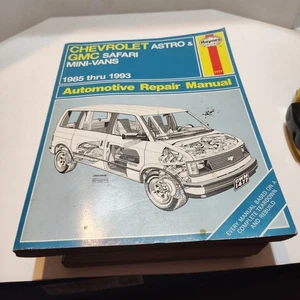 CHEVROLET ASTRO &
GMC SAFARI
MINI-VANS
1985 thru 1993
Automotive Repair Manual
Haynes
EVERY MANUAL BASED ON A
COMPLETE TEARDOWN
AND REBUILD